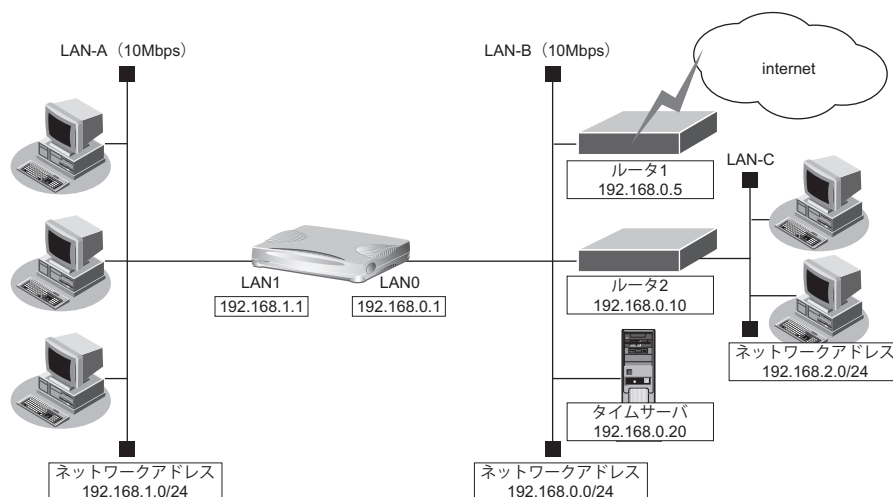 LAN-A（10Mbps）
LAN-B（10Mbps）
internet
ルータ1
192.168.0.5
LAN-C
LAN1
LAN0
192.168.1.1
192.168.0.1
ルータ2
192.168.0.10
ネットワークアドレス
192.168.2.0/24
タイムサーバ
192.168.0.20
ネットワークアドレス
192.168.1.0/24
ネットワークアドレス
192.168.0.0/24